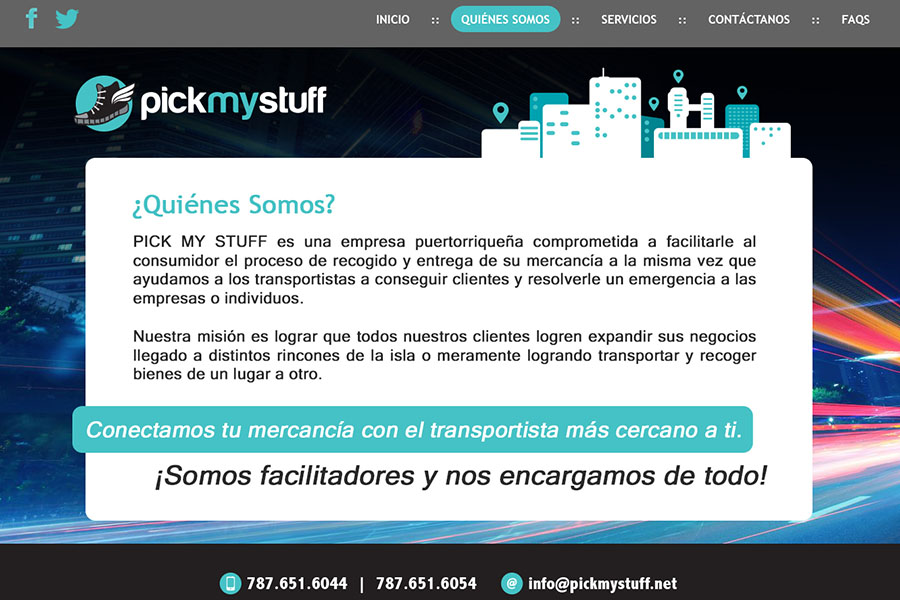 INICIO :: QUIÉNES SOMOS :: SERVICIOS :: CONTÁCTANOS :: FAQS
pickmystuff
¿Quiénes Somos?
PICK MY STUFF es una empresa puertorriqueña comprometida a facilitarle al
consumidor el proceso de recogido y entrega de su mercancía a la misma vez que
ayudamos a los transportistas a conseguir clientes y resolverle un emergencia a las
empresas o individuos.
Nuestra misión es lograr que todos nuestros clientes logren expandir sus negocios
llegado a distintos rincones de la isla o meramente logrando transportar y recoger
bienes de un lugar a otro.
Conectamos tu mercancía con el transportista más cercano a ti.
¡Somos facilitadores y nos encargamos de todo!
787.651.6044 | 787.651.6054 @ info@pickmystuff.net